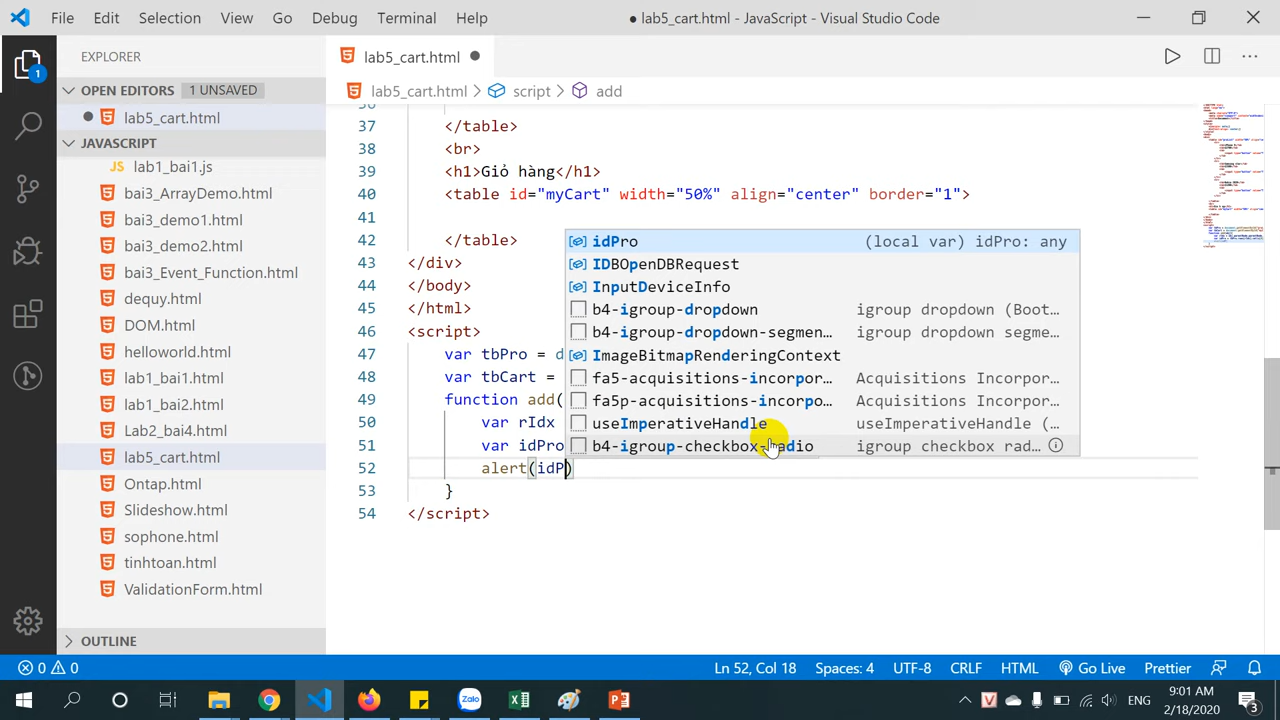 File Edit Selection View Go Debug Terminal Help
● lab5_cart.html - JavaScript - Visual Studio Code
EXPLORER
lab5_cart.html
OPEN EDITORS 1 UNSAVED
lab5_cart.html > script > add
lab5_cart.html
JAVASCRIPT
JS lab1_bai1.js
bai3_ArrayDemo.html
bai3_demo1.html
bai3_demo2.html
bai3_Event_Function.html
dequy.html
DOM.html
helloworld.html
lab1_bai1.html
lab1_bai2.html
Lab2_bai4.html
lab5_cart.html
Ontap.html
Slideshow.html
sophone.html
tinhtoan.html
ValidationForm.html
OUTLINE
37 </table>
38 <br>
39 <h1>Giỏ hàng</h1>
40 <table id="myCart" width="50%" align="center" border="1">
41
42 </table>
43 </div>
44 </body>
45 </html>
46 <script>
47 var tbPro = d
48 var tbCart =
49 function add(
50 var rIdx
51 var idPro
52 alert(idP)
53 }
54 </script>
idPro (local var) idPro: any
IDBOpenDBRequest
InputDeviceInfo
b4-igroup-dropdown igroup dropdown (Boot…
b4-igroup-dropdown-segmen… igroup dropdown segme…
ImageBitmapRenderingContext
fa5-acquisitions-incorpor… Acquisitions Incorpor…
fa5p-acquisitions-incorpo… Acquisitions Incorpor…
useImperativeHandle useImperativeHandle (…
b4-igroup-checkbox-radio igroup checkbox rad…
1
0 0
Ln 52, Col 18 Spaces: 4 UTF-8 CRLF HTML Go Live Prettier
Zalo
ENG
1:01 AM
2/18/2020
3